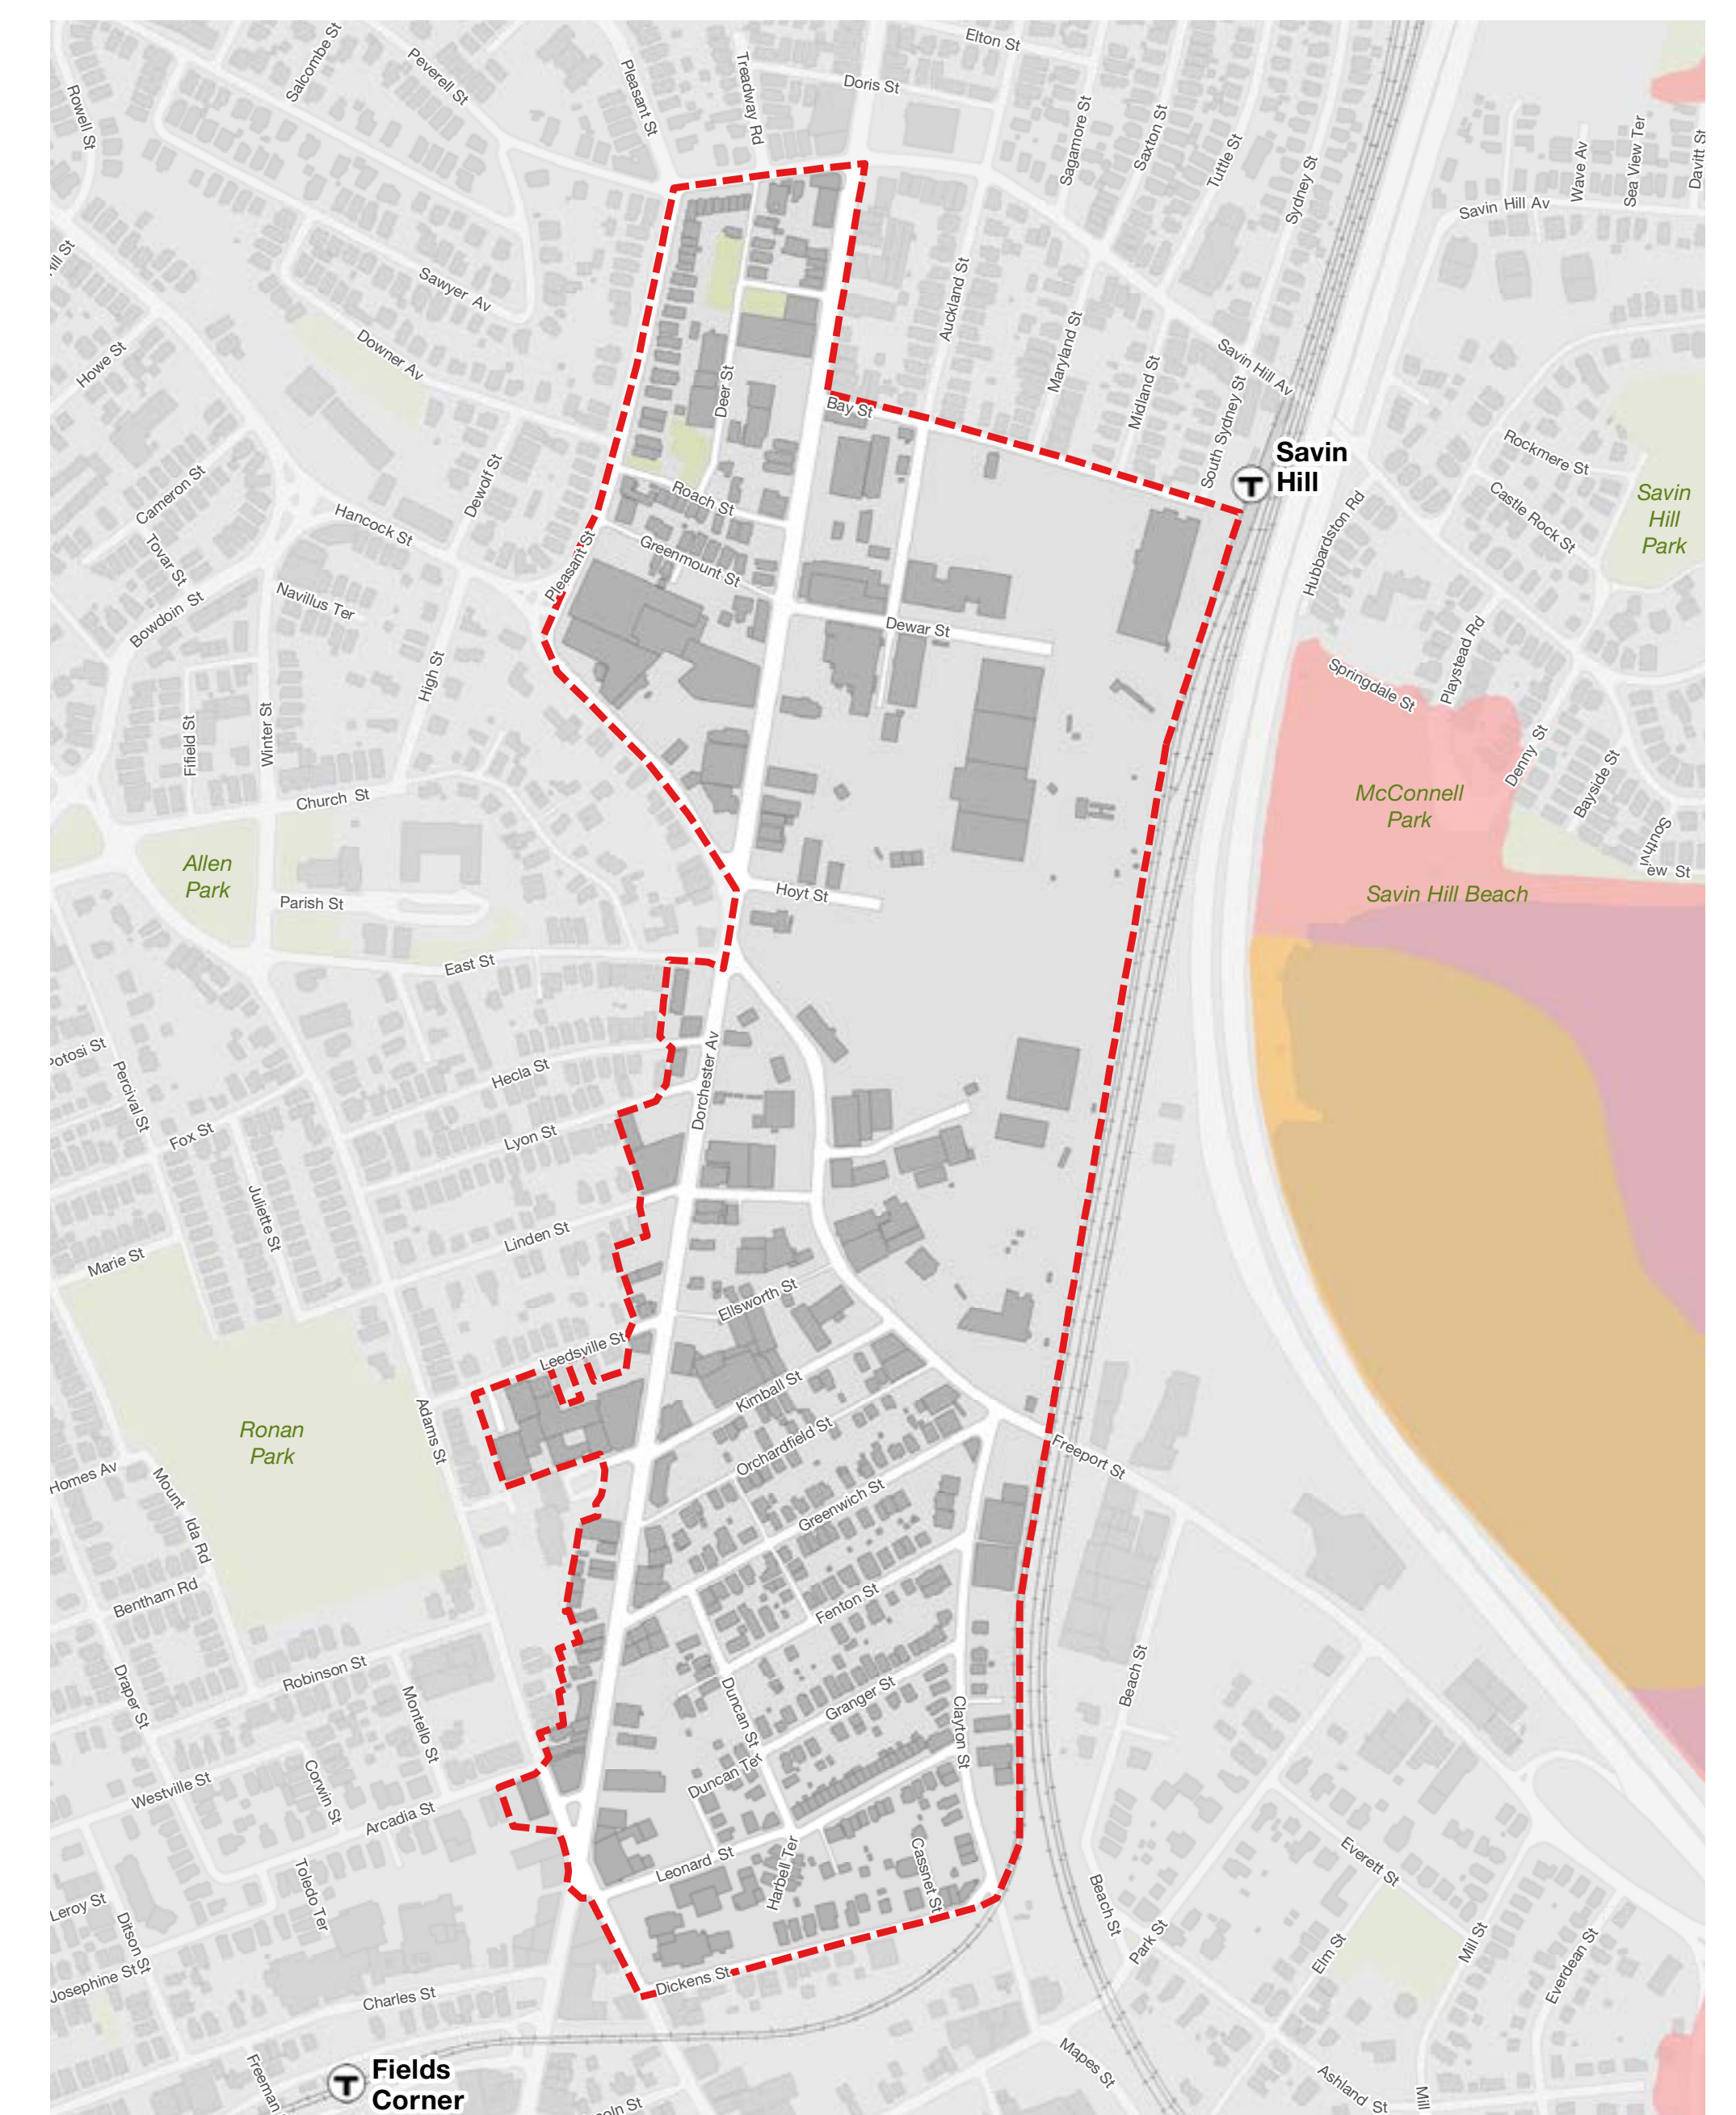 Elton St
Salcombe St
Peverell St
Pleasant St
Treadway Rd
Doris St
Rowell St
Sagamore St
Saxton St
Tuttle St
Sydney St
Wave Av
Sea View Ter
Davitt St
Savin Hill Av
Hill St
Sawyer Av
Auckland St
Downer Av
Howe St
Maryland St
Savin Hill Av
Midland St
Deer St
South Sydney St
Bay St
Savin
Hill
Rockmere St
Savin
Hill
Park
Castle Rock St
Cameron St
Dewolf St
Roach St
Hubbardston Rd
Hancock St
Tovar St
Greenmount St
Pleasant St
Navillus Ter
Bowdoin St
Dewar St
High St
Springdale St
Playstead Rd
Fifield St
Winter St
Denny St
Bayside St
McConnell
Park
Church St
Southvi
ew St
Allen
Park
Hoyt St
Savin Hill Beach
Parish St
East St
Potosi St
Percival St
Hecla St
Dorchester Av
Fox St
Lyon St
Juliette St
Linden St
Marie St
Ellsworth St
Leedsville St
Kimball St
Adams St
Ronan
Park
Orchardfield St
Freeport St
Homes Av
Mount
Ida Rd
Greenwich St
Bentham Rd
Fenton St
Robinson St
Draper St
Montello St
Duncan St
Granger St
Clayton St
Beach St
Duncan Ter
Westville St
Corwin St
Arcadia St
Leonard St
Harbell Ter
Cassnet St
Everett St
Toledo Ter
Leroy St
Ditson St
Beach St
Park St
Elm St
Mill St
Everdean St
Josephine St
Dickens St
Charles St
Fields
Corner
Freeman
Mapes St
Ashland St
Mill
oln St